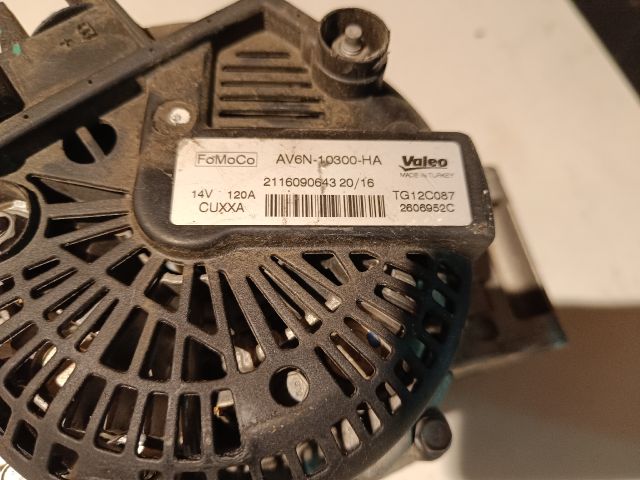 FoMoCo AV6N-10300-HA Valeo
MADE IN TURKEY
2116090643 20/16
14V 120A TG12C087
CUXXA 2606952C